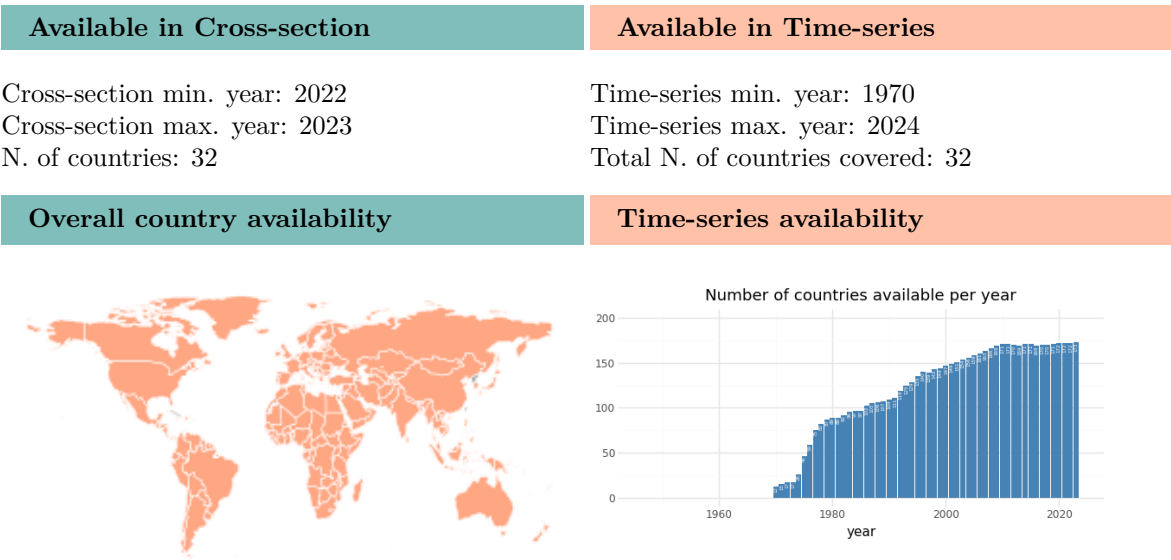 Available in Cross-section
Available in Time-series
Cross-section min. year: 2022
Cross-section max. year: 2023
N. of countries: 32
Time-series min. year: 1970
Time-series max. year: 2024
Total N. of countries covered: 32
Overall country availability
Time-series availability
Number of countries available per year
200
150
100
50
0
1960
1980
2000
2020
year